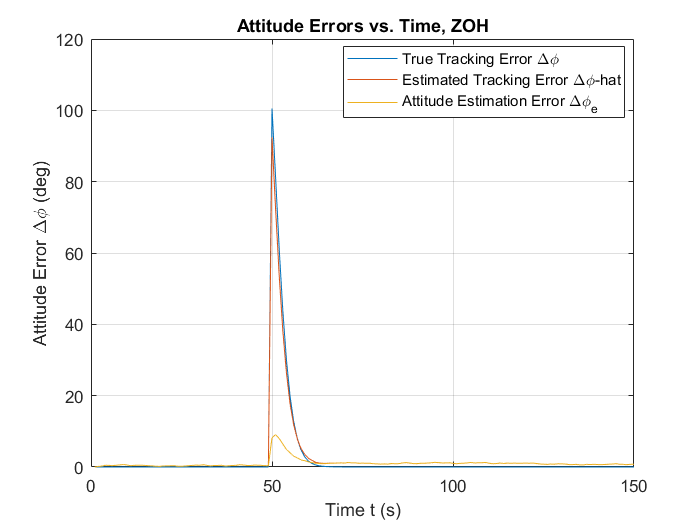 Attitude Errors vs. Time, ZOH
120
100
80
60
40
20
0
Attitude Error Δϕ (deg)
True Tracking Error Δϕ
Estimated Tracking Error Δϕ-hat
Attitude Estimation Error Δϕe
0 50 100 150
Time t (s)